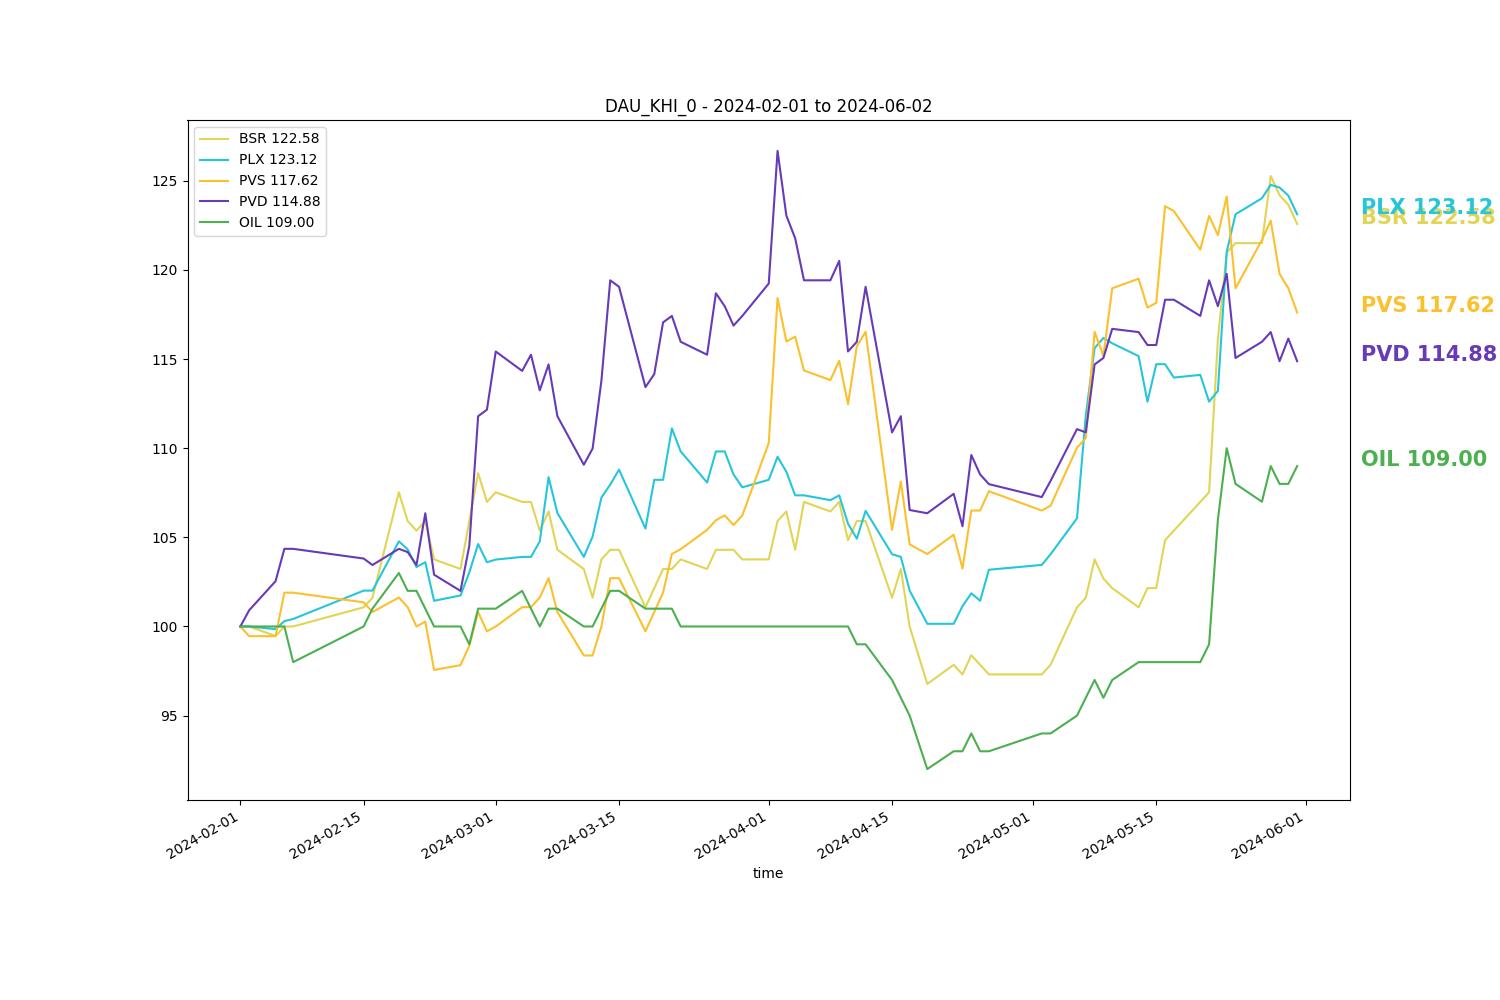 DAU_KHI_0 - 2024-02-01 to 2024-06-02
BSR 122.58
PLX 123.12
PVS 117.62
PVD 114.88
OIL 109.00
125
120
115
110
105
100
95
PLX 123.12
BSR 122.58
PVS 117.62
PVD 114.88
OIL 109.00
2024-02-01
2024-02-15
2024-03-01
2024-03-15
2024-04-01
2024-04-15
2024-05-01
2024-05-15
2024-06-01
time